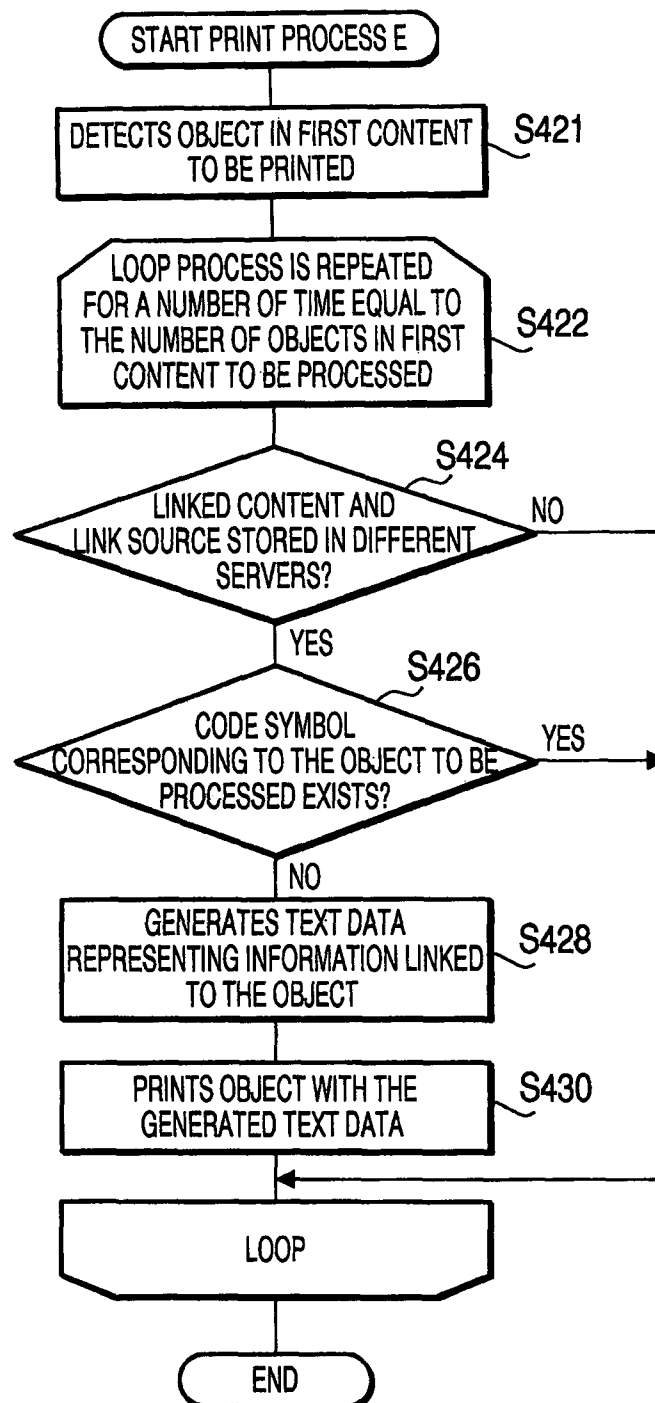 START PRINT PROCESS E
DETECTS OBJECT IN FIRST CONTENT
TO BE PRINTED
S421
LOOP PROCESS IS REPEATED
FOR A NUMBER OF TIME EQUAL TO
THE NUMBER OF OBJECTS IN FIRST
CONTENT TO BE PROCESSED
S422
S424
LINKED CONTENT AND
LINK SOURCE STORED IN DIFFERENT
SERVERS?
NO
YES
S426
CODE SYMBOL
CORRESPONDING TO THE OBJECT TO BE
PROCESSED EXISTS?
YES
NO
GENERATES TEXT DATA
REPRESENTING INFORMATION LINKED
TO THE OBJECT
S428
PRINTS OBJECT WITH THE
GENERATED TEXT DATA
S430
LOOP
END